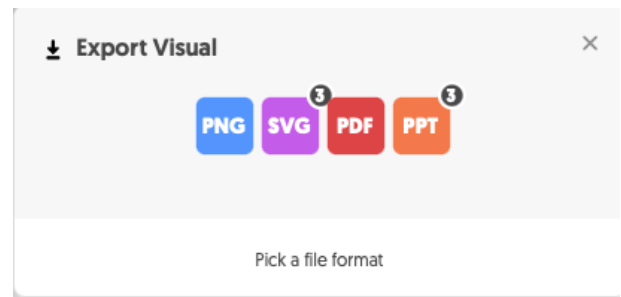 Export Visual
3 3
PNG SVG PDF PPT
Pick a file format